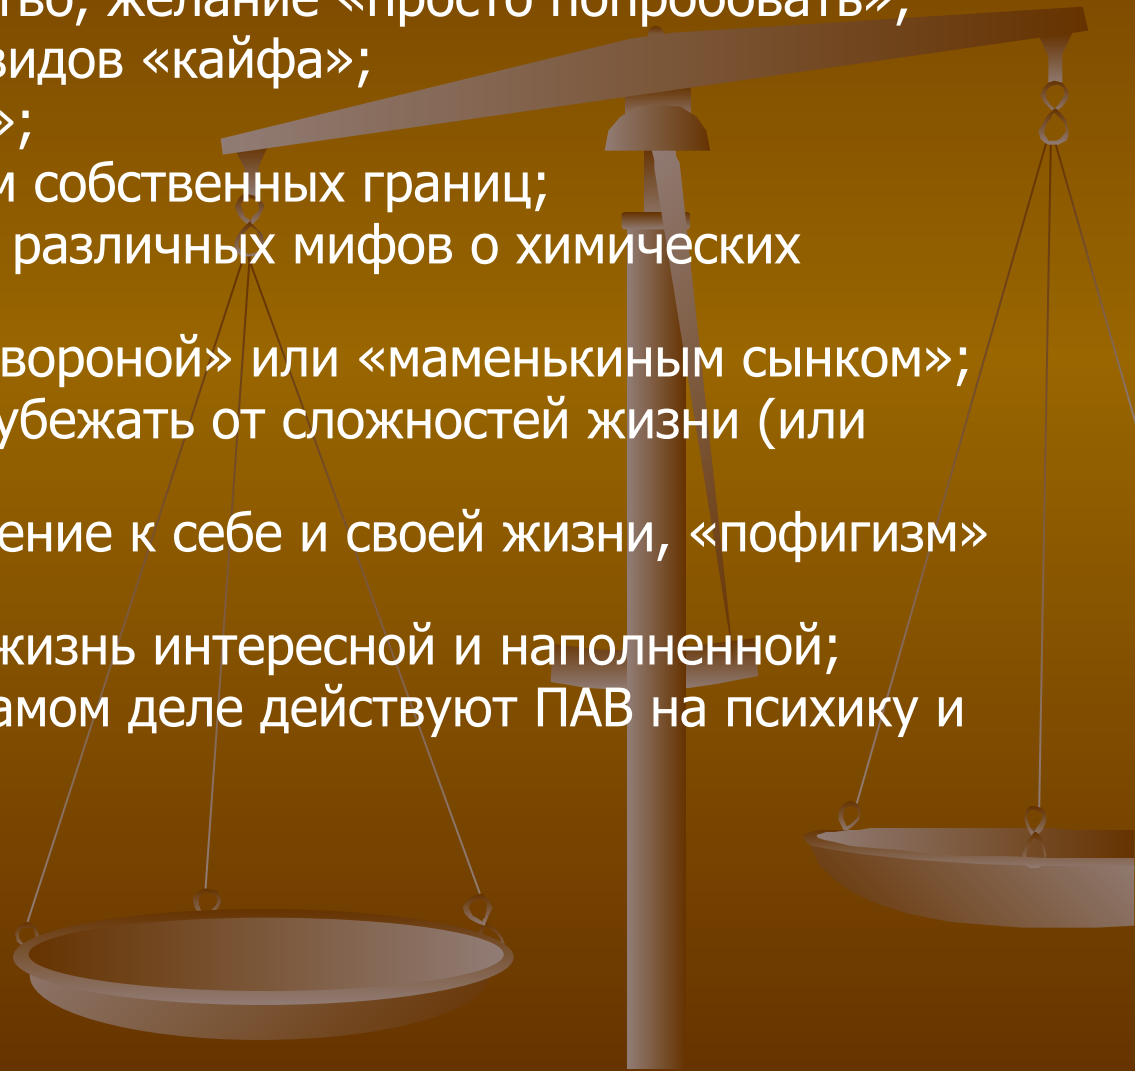 тво, желание «просто попробовать»,
видов «кайфа»;
»;
м собственных границ;
различных мифов о химических
вороной» или «маменькиным сынком»;
убежать от сложностей жизни (или
ение к себе и своей жизни, «пофигизм»
жизнь интересной и наполненной;
амом деле действуют ПАВ на психику и